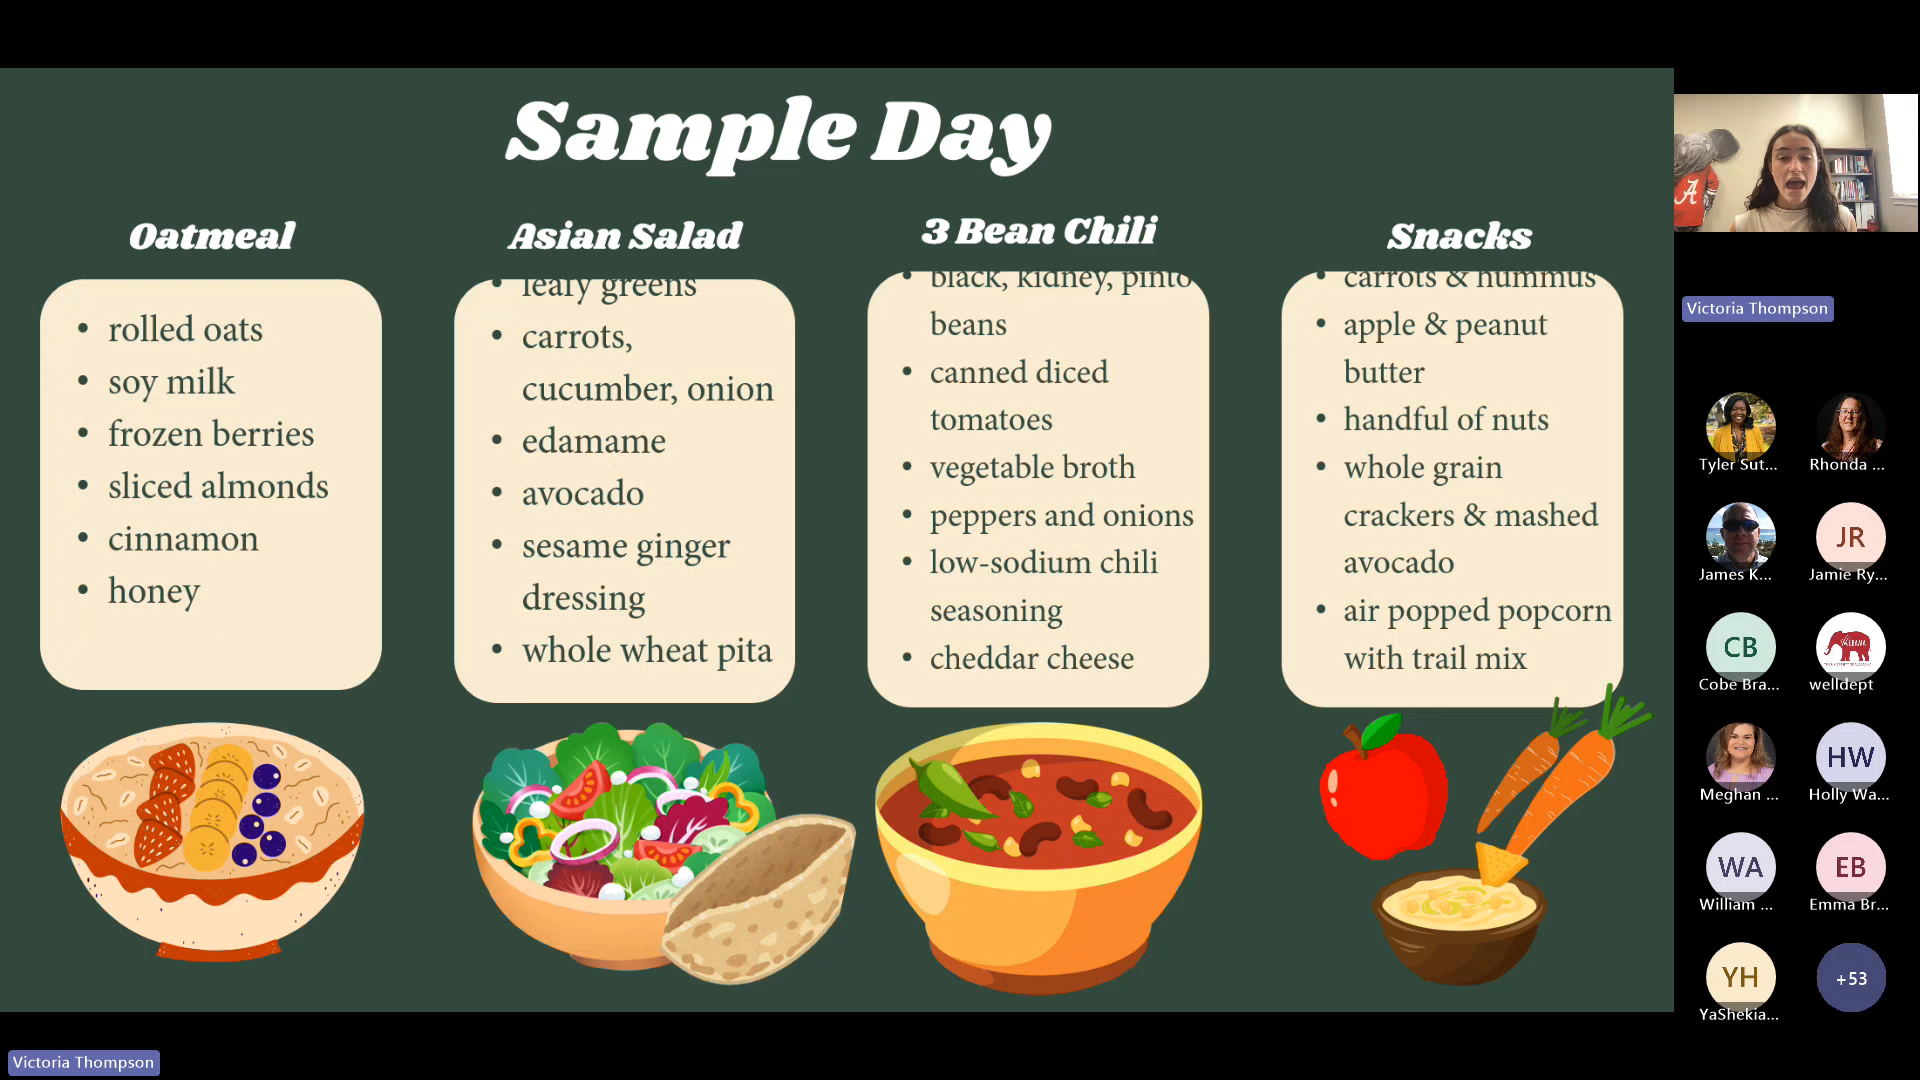 Sample Day
Oatmeal
• rolled oats
• soy milk
• frozen berries
• sliced almonds
• cinnamon
• honey
Asian Salad
• leafy greens
• carrots,
cucumber, onion
• edamame
• avocado
• sesame ginger
dressing
• whole wheat pita
3 Bean Chili
• black, kidney, pinto
beans
• canned diced
tomatoes
• vegetable broth
• peppers and onions
• low-sodium chili
seasoning
• cheddar cheese
Snacks
• carrots & hummus
• apple & peanut
butter
• handful of nuts
• whole grain
crackers & mashed
avocado
• air popped popcorn
with trail mix
A
Victoria Thompson
Tyler Sut...
Rhonda ...
James K...
JR
Jamie Ry...
CB
Cobe Bra...
welldept
Meghan ...
HW
Holly Wa...
WA
William ...
EB
Emma Br...
YH
YaShekia...
+53
Victoria Thompson